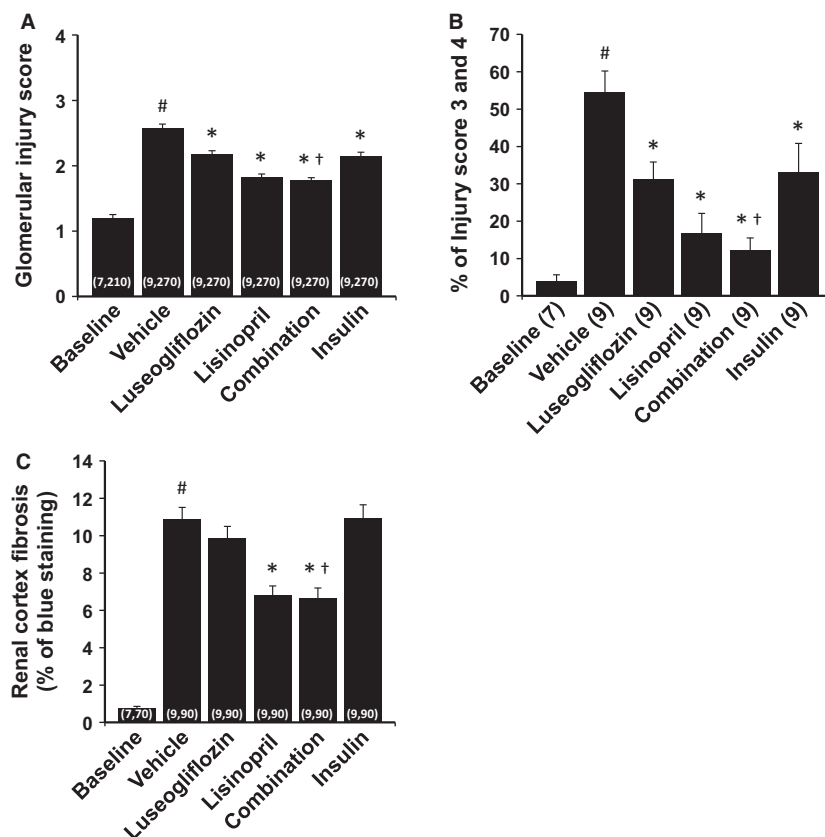 A
Glomerular injury score
4
3
2
1
0
#
*
*
* †
*
(7,210) (9,270) (9,270) (9,270) (9,270) (9,270)
Baseline
Vehicle
Luseogliflozin
Lisinopril
Combination
Insulin
B
% of Injury score 3 and 4
70
60
50
40
30
20
10
0
#
*
*
* †
*
Baseline (7)
Vehicle (9)
Luseogliflozin (9)
Lisinopril (9)
Combination (9)
Insulin (9)
C
Renal cortex fibrosis
(% of blue staining)
14
12
10
8
6
4
2
0
#
*
* †
(7,70) (9,90) (9,90) (9,90) (9,90) (9,90)
Baseline
Vehicle
Luseogliflozin
Lisinopril
Combination
Insulin